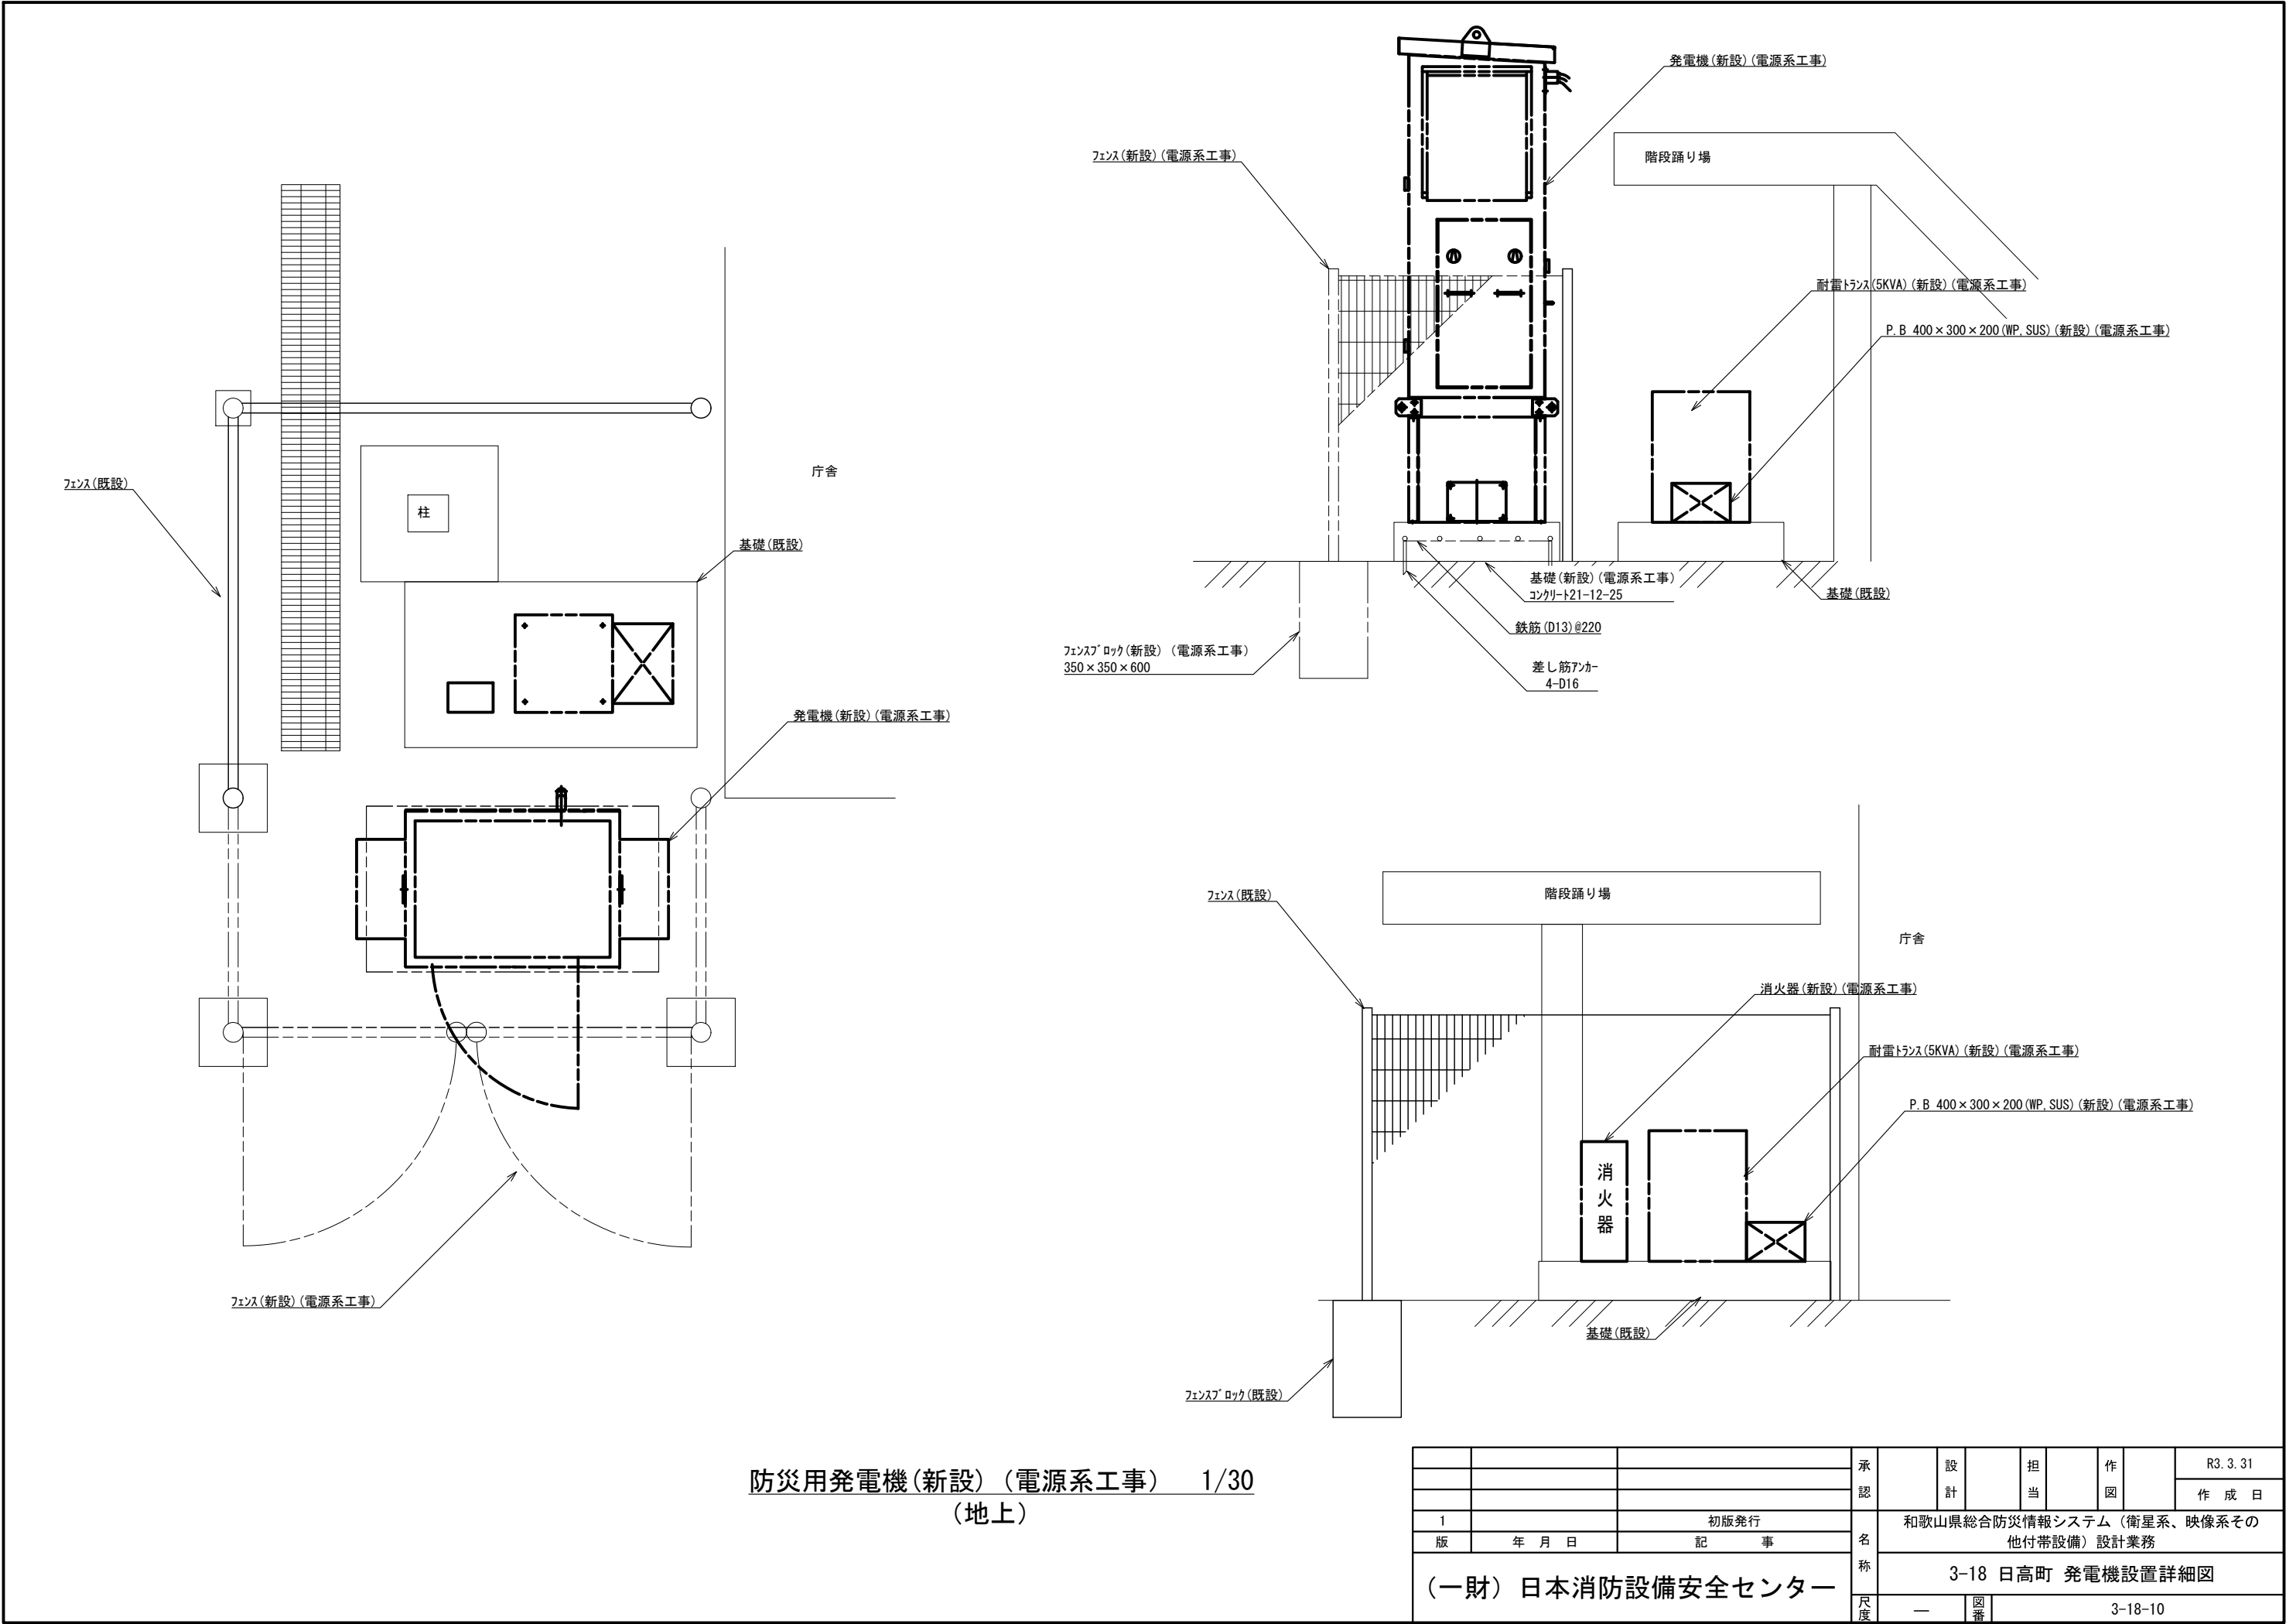 フェンス(既設)
柱
庁舎
基礎(既設)
発電機(新設)(電源系工事)
フェンス(新設)(電源系工事)
発電機(新設)(電源系工事)
フェンス(新設)(電源系工事)
階段踊り場
耐雷トランス(5KVA)(新設)(電源系工事)
P.B 400×300×200(WP,SUS)(新設)(電源系工事)
基礎(新設)(電源系工事)
コンクリート21-12-25
基礎(既設)
鉄筋(D13)@220
フェンスブロック(新設)(電源系工事)
350×350×600
差し筋アンカー
4-D16
フェンス(既設)
階段踊り場
庁舎
消火器(新設)(電源系工事)
耐雷トランス(5KVA)(新設)(電源系工事)
P.B 400×300×200(WP,SUS)(新設)(電源系工事)
消火器
基礎(既設)
フェンスブロック(既設)
防災用発電機(新設)(電源系工事) 1/30
(地上)
承認 設計 担当 作図 R3.3.31
作成日
1 初版発行
版 年月日 記事
名称 和歌山県総合防災情報システム(衛星系、映像系その
他付帯設備)設計業務
3-18 日高町 発電機設置詳細図
(一財)日本消防設備安全センター
尺度 — 図番 3-18-10